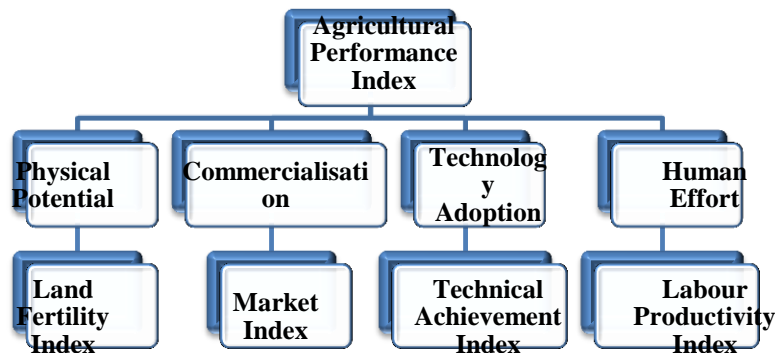 Agricultural
Performance
Index
Physical
Potential
Commercialisati
on
Technolog
y
Adoption
Human
Effort
Land
Fertility
Index
Market
Index
Technical
Achievement
Index
Labour
Productivity
Index